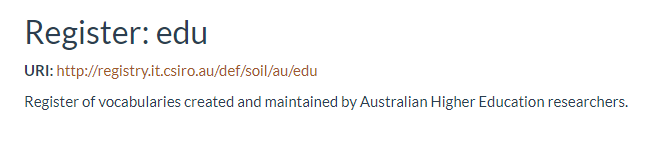 Register: edu
URI: http://registry.it.csiro.au/def/soil/au/edu
Register of vocabularies created and maintained by Australian Higher Education researchers.